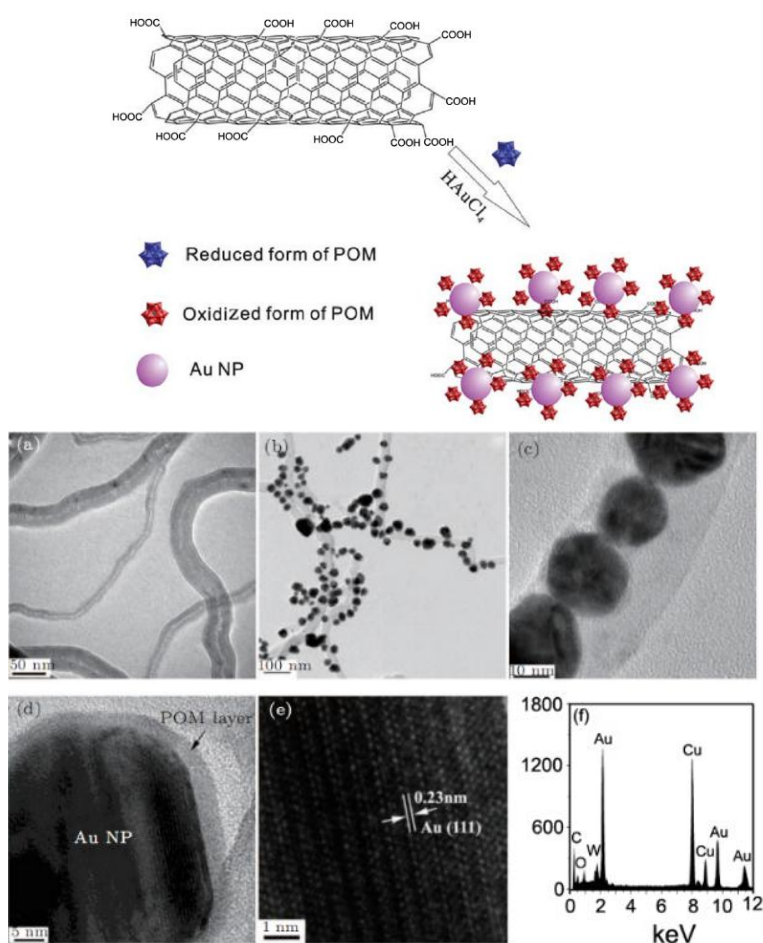 HOOC COOH COOH COOH
COOH
HOOC
COOH
HOOC HOOC HOOC HOOC COOH COOH
HAuCl4
Reduced form of POM
Oxidized form of POM
Au NP
HOOC
(a)
50 nm
(b)
100 nm
(c)
10 nm
(d)
POM layer
Au NP
5 nm
(e)
0.23nm
Au (111)
1 nm
(f)
1800
1200
600
0
C O W Au Cu Cu Au Au
0 2 4 6 8 10 12
keV